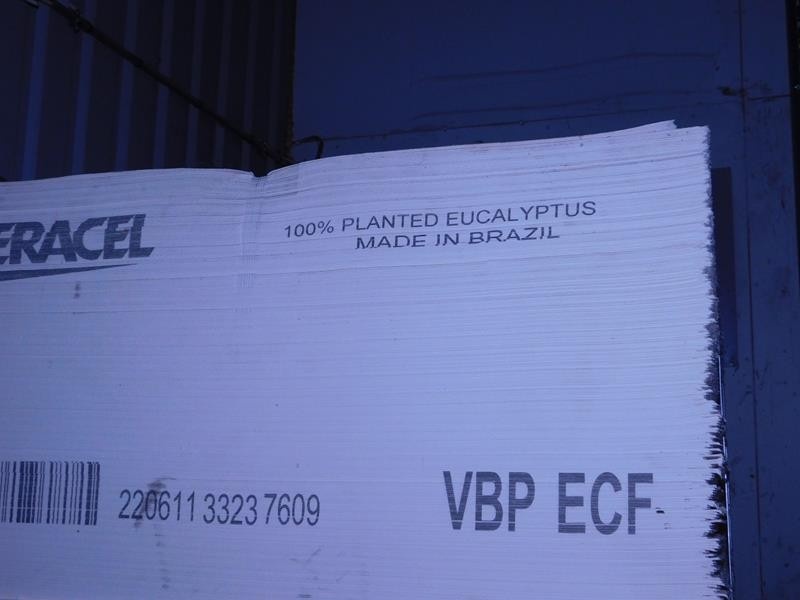 ERACEL
100% PLANTED EUCALYPTUS
MADE IN BRAZIL
220611 3323 7609
VBP ECF